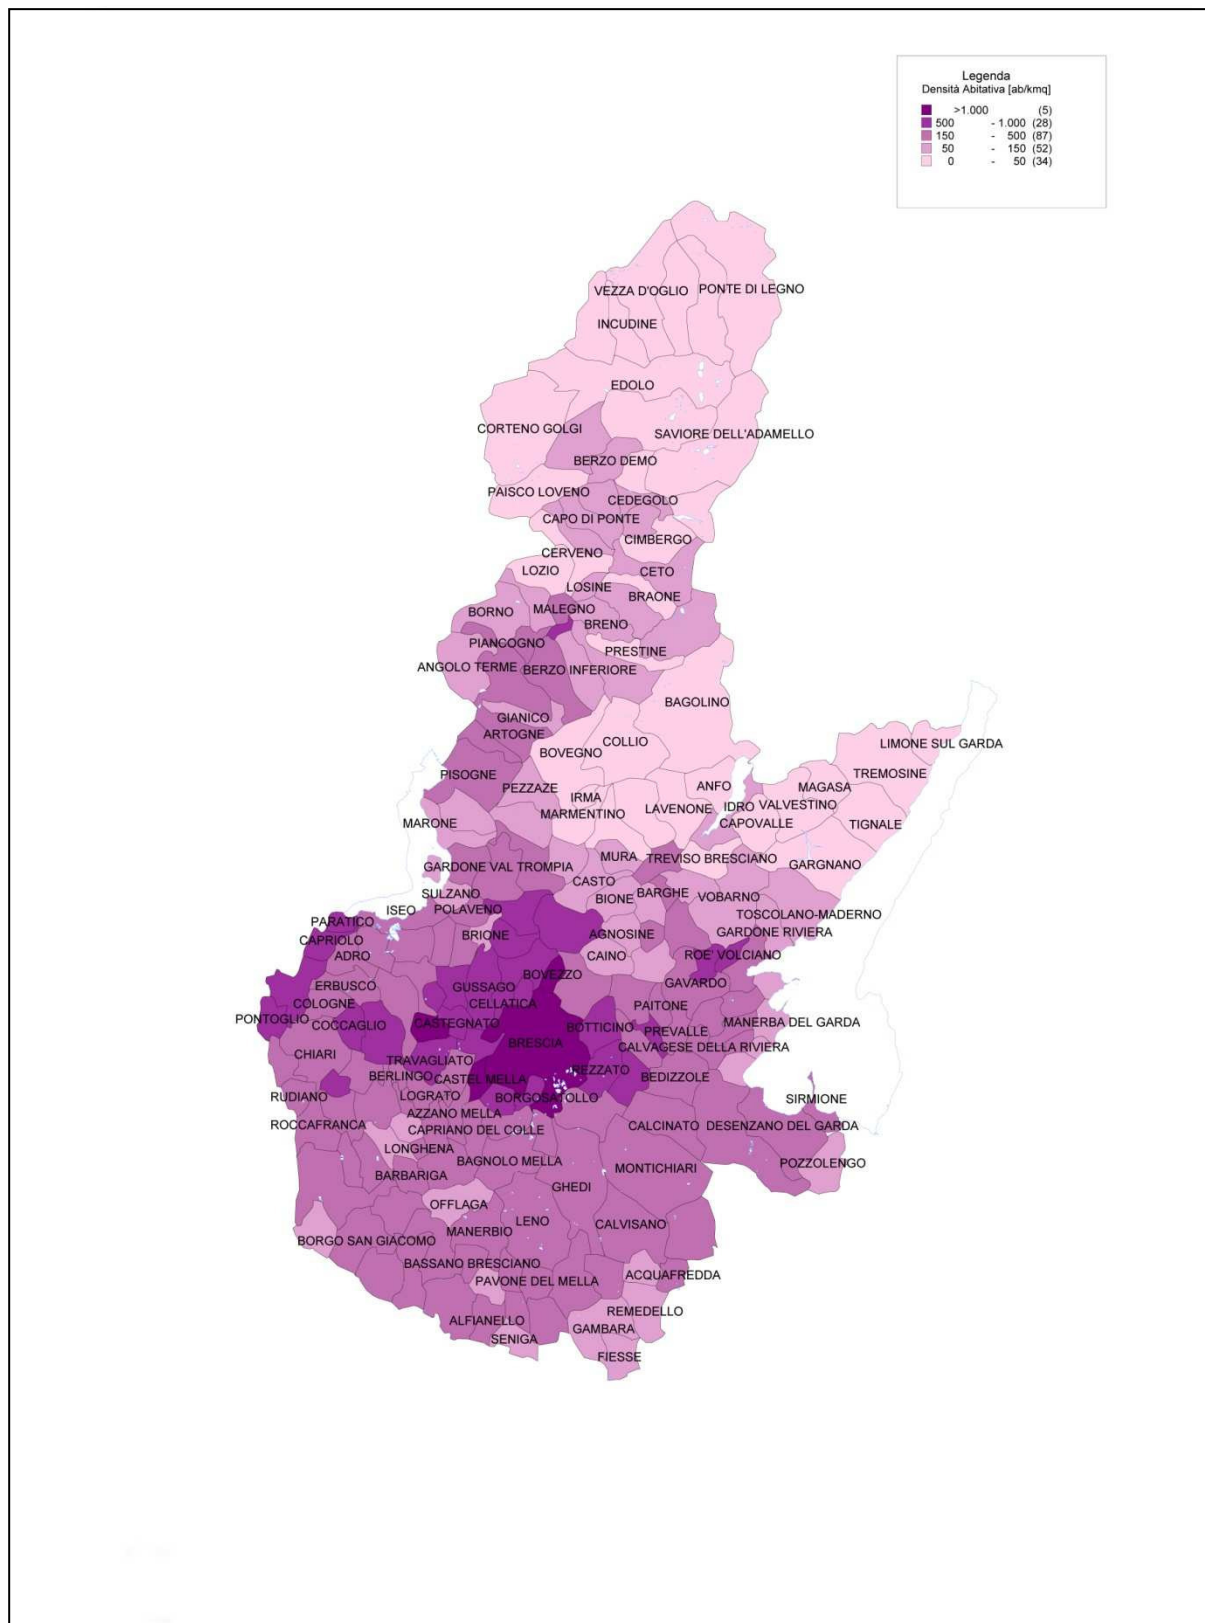 Legenda
Densità Abitativa [ab/kmq]
>1.000 (5)
500 - 1.000 (28)
150 - 500 (87)
50 - 150 (52)
0 - 50 (34)
VEZZA D'OGLIO
PONTE DI LEGNO
INCUDINE
EDOLO
CORTENO GOLGI
SAVIORE DELL'ADAMELLO
BERZO DEMO
PAISCO LOVENO
CEDEGOLO
CAPO DI PONTE
CIMBERGO
CERVENO
LOZIO
CETO
LOSINE
BRAONE
BORNO
MALEGNO
BRENO
PIANCOGNO
PRESTINE
ANGOLO TERME
BERZO INFERIORE
BAGOLINO
GIANICO
ARTOGNE
COLLIO
BOVEGNO
LIMONE SUL GARDA
PISOGNE
TREMOSINE
PEZZAZE
ANFO
MAGASA
IRMA
MARMENTINO
LAVENONE
IDRO
VALVESTINO
MARONE
CAPOVALLE
TIGNALE
MURA
TREVISO BRESCIANO
GARDONE VAL TROMPIA
GARGNANO
CASTO
SULZANO
BIONE
BARGHE
VOBARNO
ISEO
POLAVENO
TOSCOLANO-MADERNO
PARATICO
BRIONE
AGNOSINE
GARDONE RIVIERA
CAPRIOLO
ADRO
CAINO
ROE' VOLCIANO
BOVEZZO
GAVARDO
ERBUSCO
GUSSAGO
COLOGNE
CELLATICA
PAITONE
PONTOGLIO
COCCAGLIO
CASTEGNATO
BOTTICINO
PREVALLE
MANERBA DEL GARDA
BRESCIA
CALVAGESE DELLA RIVIERA
CHIARI
TRAVAGLIATO
BERLINGO
CASTEL MELLA
REZZATO
BEDIZZOLE
RUDIANO
LOGRATO
BORGOSATOLLO
SIRMIONE
AZZANO MELLA
ROCCAFRANCA
CAPRIANO DEL COLLE
CALCINATO
DESENZANO DEL GARDA
LONGHENA
BAGNOLO MELLA
POZZOLENGO
BARBARIGA
MONTICHIARI
GHEDI
OFFLAGA
LENO
CALVISANO
MANERBIO
BORGO SAN GIACOMO
BASSANO BRESCIANO
PAVONE DEL MELLA
ACQUAFREDDA
REMEDELLO
ALFIANELLO
GAMBARA
SENIGA
FIESSE